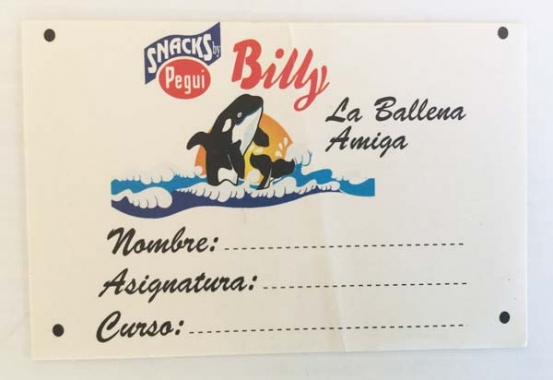 SNACKS by
Pegui
Billy
La Ballena
Amiga
Nombre:
Asignatura:
Curso: